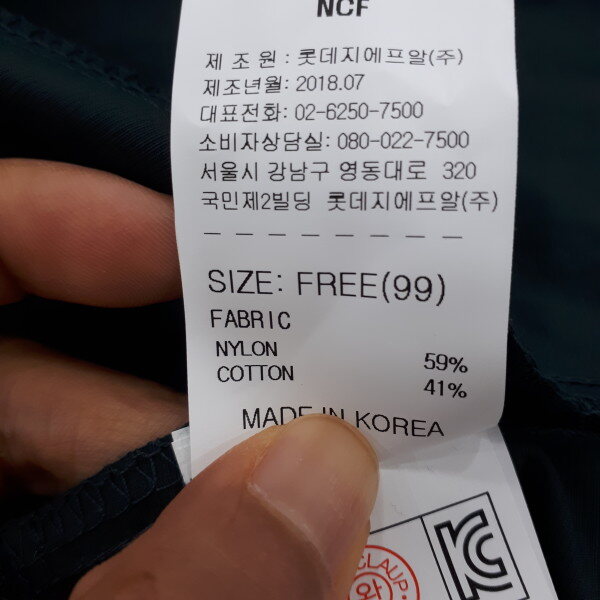 NCF
제 조 원 : 롯데지에프알(주)
제조년월: 2018.07
대표전화: 02-6250-7500
소비자상담실: 080-022-7500
서울시 강남구 영동대로 320
국민제2빌딩 롯데지에프알(주)
SIZE: FREE(99)
FABRIC
NYLON 59%
COTTON 41%
MADE IN KOREA
CLAUP
와